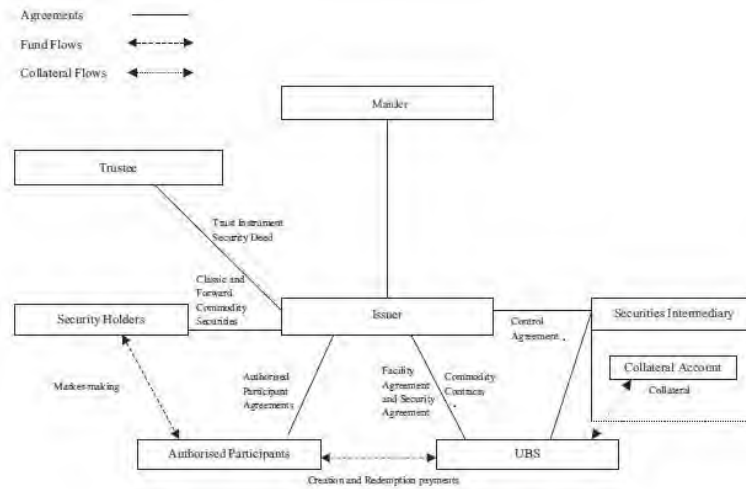 Agreements
Fund Flows
Collateral Flows
Trustee
Trust Instrument
Security Deed
Classic and
Forward
Commodity
Securities
Security Holders
Issuer
Control
Agreement
Securities Intermediary
Collateral Account
Collateral
Market-making
Authorised
Participant
Agreements
Facility
Agreement
and Security
Agreement
Commodity
Contracts
Authorised Participants
UBS
Creation and Redemption payments